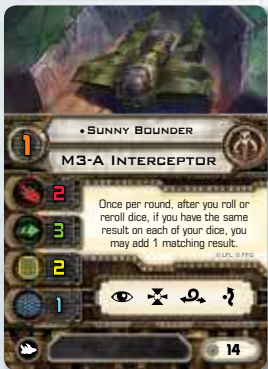 • SUNNY BOUNDER
1
M3-A INTERCEPTOR
2
Once per round, after you roll or
reroll dice, if you have the same
result on each of your dice, you
may add 1 matching result.
3
© LFL © FFG
2
1
14